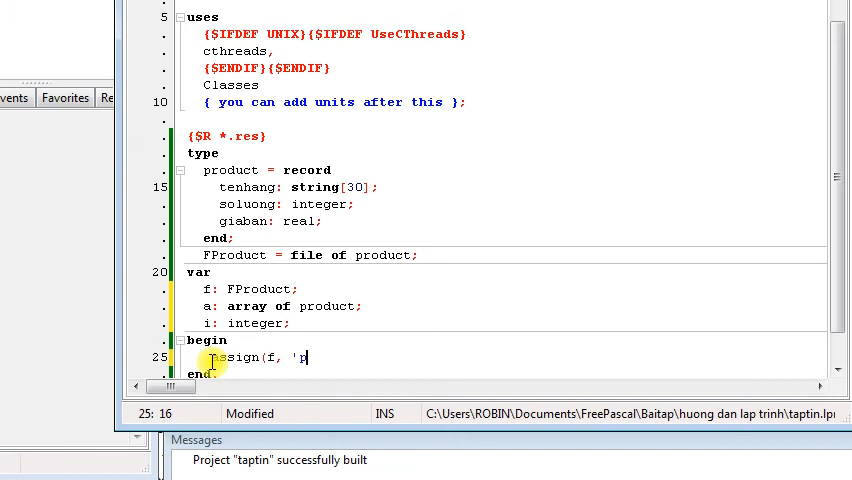 5 uses
{$IFDEF UNIX}{$IFDEF UseCThreads}
cthreads,
{$ENDIF}{$ENDIF}
Classes
10 { you can add units after this };
{$R *.res}
type
product = record
15 tenhang: string[30];
soluong: integer;
giaban: real;
end;
FProduct = file of product;
20 var
f: FProduct;
a: array of product;
i: integer;
begin
25 assign(f, 'p
end.
vents Favorites Re
25: 16 Modified INS C:\Users\ROBIN\Documents\FreePascal\Baitap\huong dan lap trinh\taptin.lpr
Messages
Project "taptin" successfully built